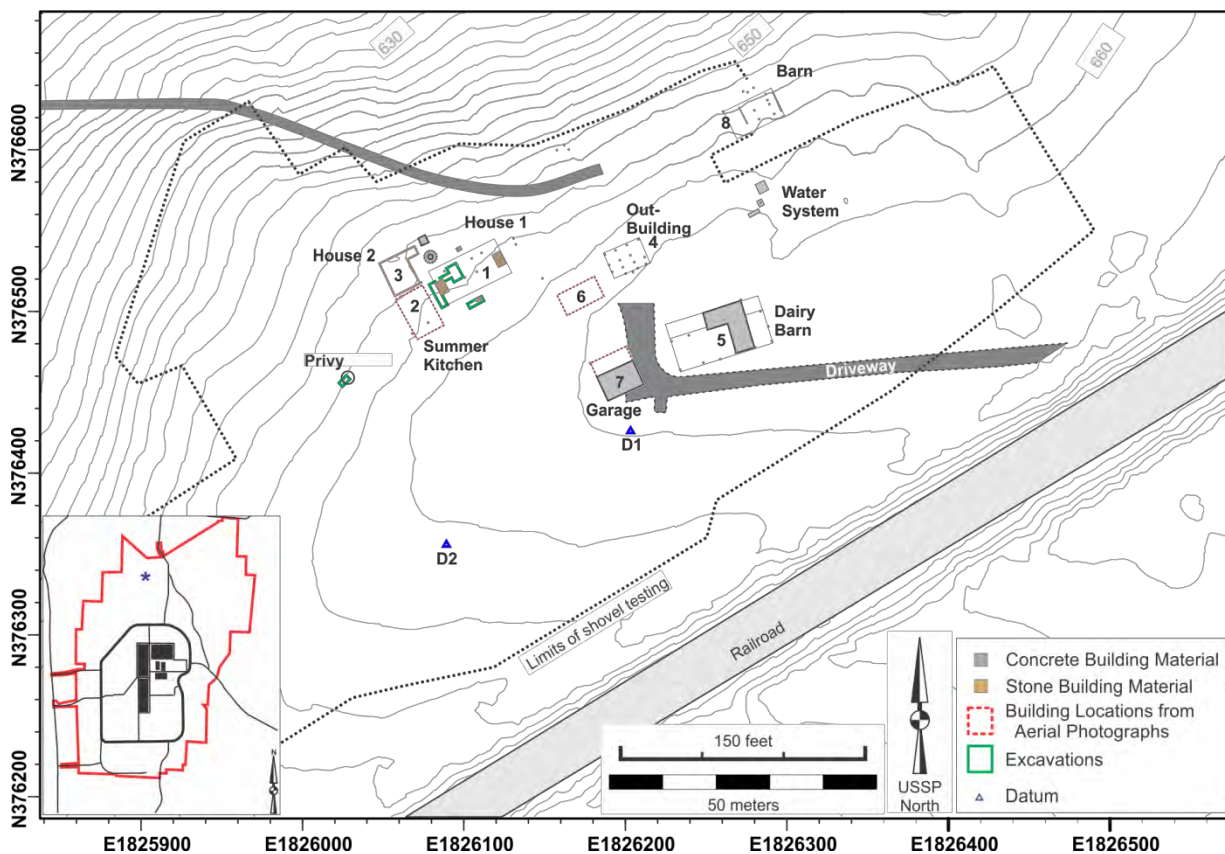 630
650
660
Barn
8
N376600
Water
System
Out-
Building
4
House 1
House 2
3
1
2
6
N376500
Dairy
Barn
5
Summer
Kitchen
Privy
Driveway
7
Garage
D1
N376400
D2
Limits of shovel testing
Railroad
N376300
N
N376200
150 feet
50 meters
USSP
North
Concrete Building Material
Stone Building Material
Building Locations from
Aerial Photographs
Excavations
Datum
E1825900
E1826000
E1826100
E1826200
E1826300
E1826400
E1826500